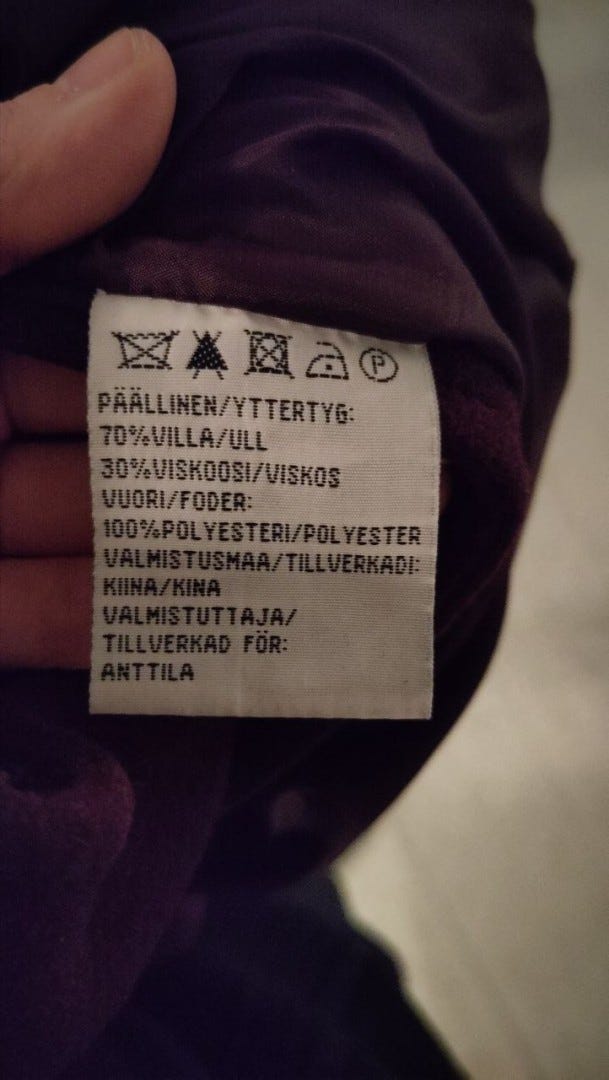 P
PÄÄLLINEN/YTTERTYG:
70%VILLA/ULL
30%VISKOOSI/VISKOS
VUORI/FODER:
100%POLYESTERI/POLYESTER
VALMISTUSMAA/TILLVERKADI:
KIINA/KINA
VALMISTUTTAJA/
TILLVERKAD FÖR:
ANTTILA